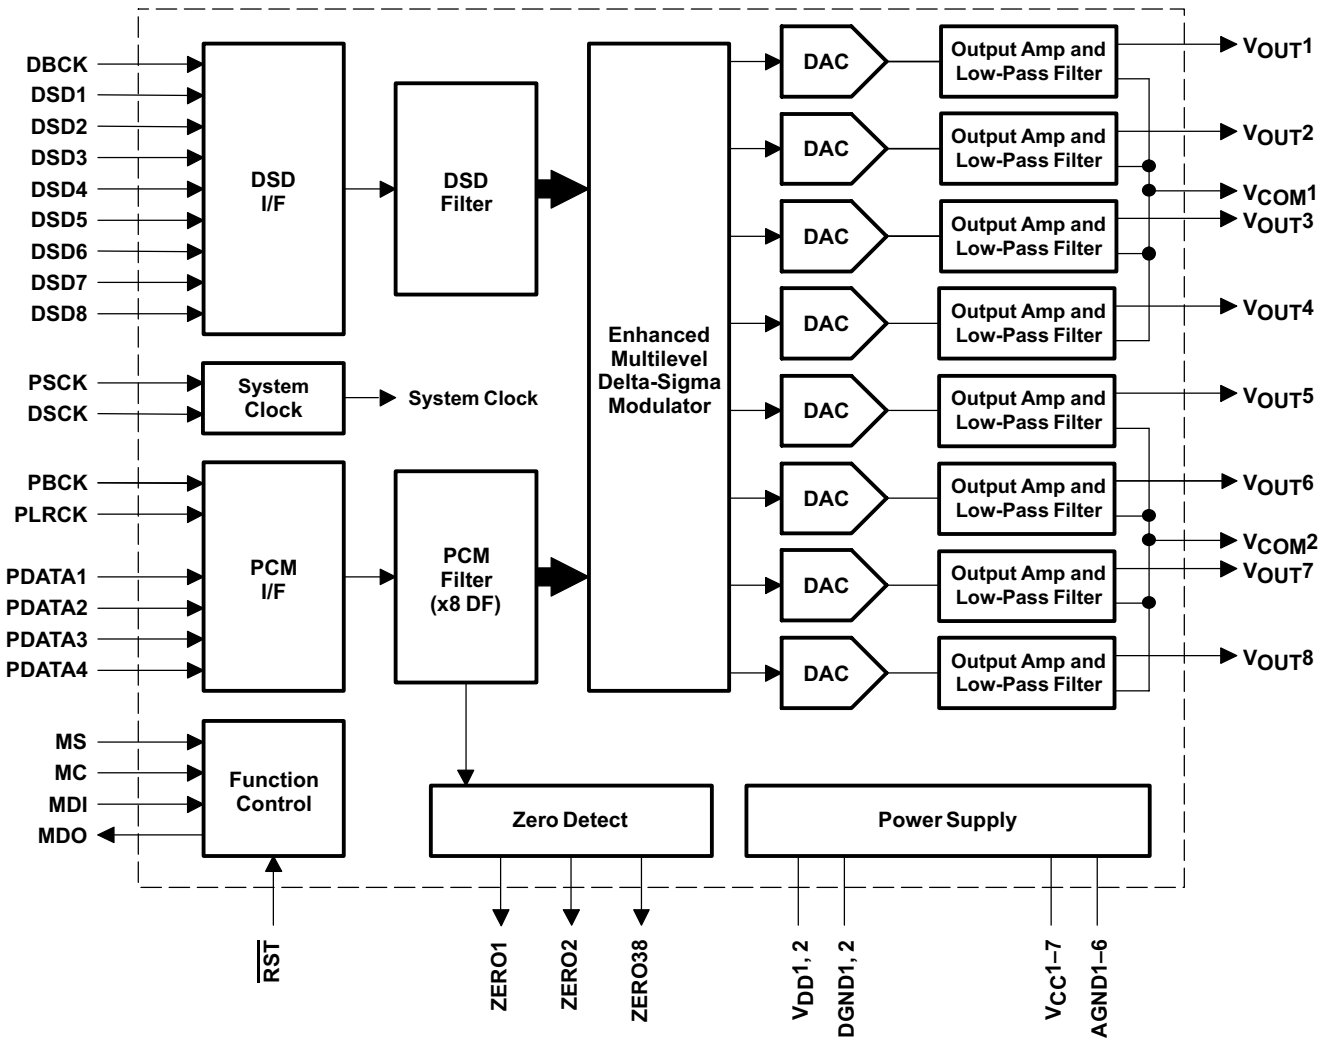 DBCK
DSD1
DSD2
DSD3
DSD4
DSD5
DSD6
DSD7
DSD8
DSD
I/F
DSD
Filter
PSCK
DSCK
System
Clock
System Clock
PBCK
PLRCK
PDATA1
PDATA2
PDATA3
PDATA4
PCM
I/F
PCM
Filter
(x8 DF)
Enhanced
Multilevel
Delta-Sigma
Modulator
DAC
Output Amp and
Low-Pass Filter
VOUT1
DAC
Output Amp and
Low-Pass Filter
VOUT2
VCOM1
DAC
Output Amp and
Low-Pass Filter
VOUT3
DAC
Output Amp and
Low-Pass Filter
VOUT4
DAC
Output Amp and
Low-Pass Filter
VOUT5
DAC
Output Amp and
Low-Pass Filter
VOUT6
VCOM2
DAC
Output Amp and
Low-Pass Filter
VOUT7
DAC
Output Amp and
Low-Pass Filter
VOUT8
MS
MC
MDI
MDO
Function
Control
Zero Detect
Power Supply
RST
ZERO1
ZERO2
ZERO38
VDD1, 2
DGND1, 2
VCC1–7
AGND1–6